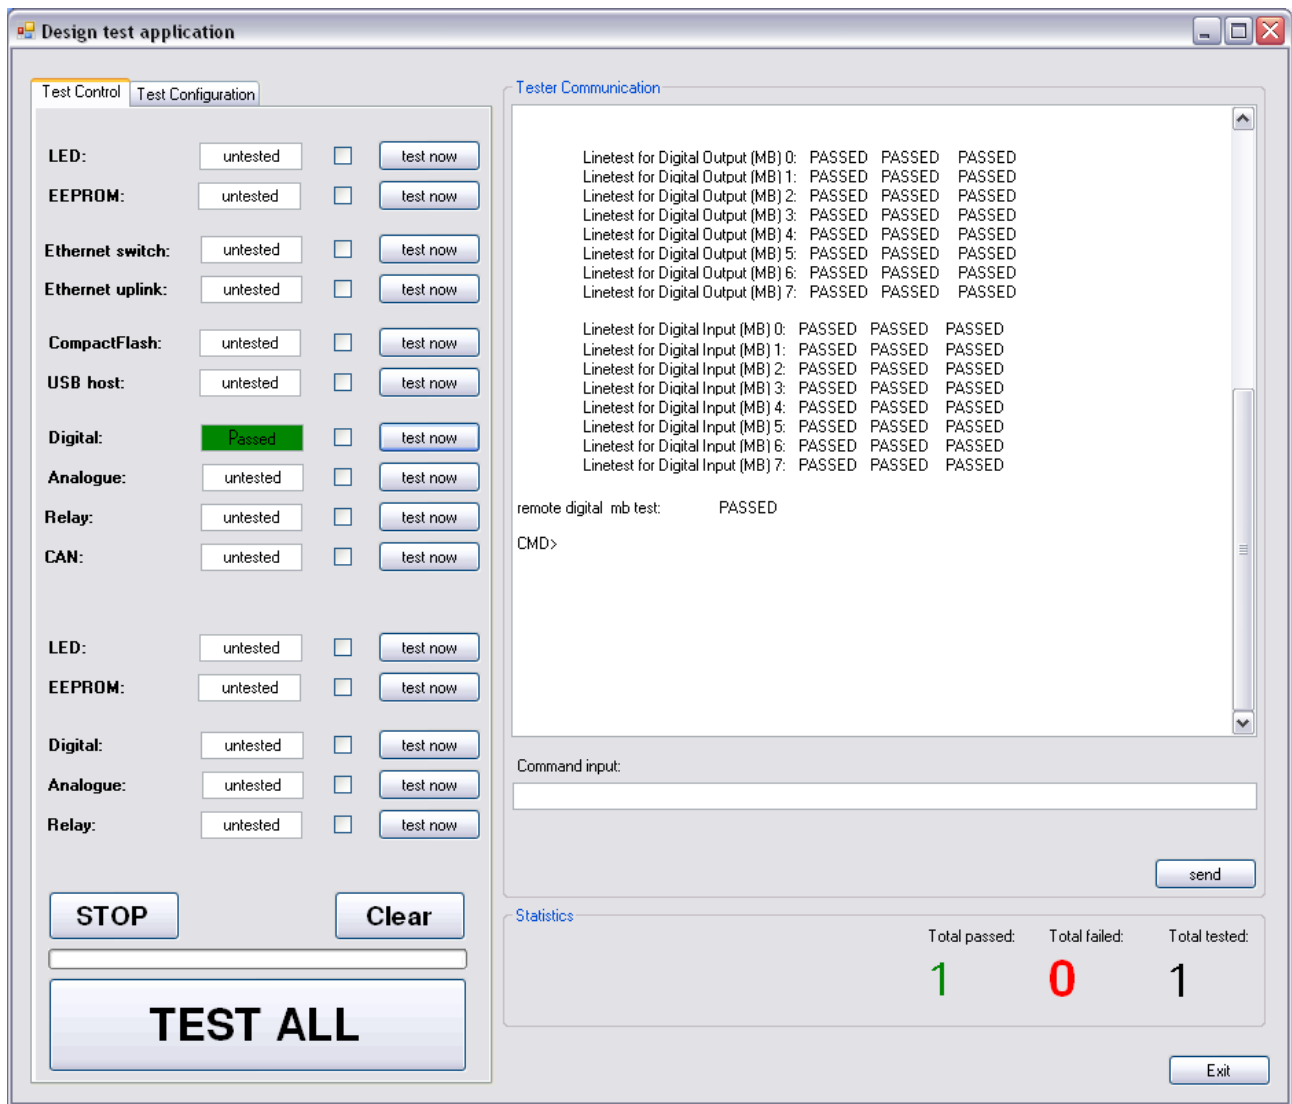 Design test application
Test Control
Test Configuration
LED: untested test now
EEPROM: untested test now
Ethernet switch: untested test now
Ethernet uplink: untested test now
CompactFlash: untested test now
USB host: untested test now
Digital: Passed test now
Analogue: untested test now
Relay: untested test now
CAN: untested test now
LED: untested test now
EEPROM: untested test now
Digital: untested test now
Analogue: untested test now
Relay: untested test now
STOP Clear
TEST ALL
Tester Communication
Linetest for Digital Output (MB) 0: PASSED PASSED PASSED
Linetest for Digital Output (MB) 1: PASSED PASSED PASSED
Linetest for Digital Output (MB) 2: PASSED PASSED PASSED
Linetest for Digital Output (MB) 3: PASSED PASSED PASSED
Linetest for Digital Output (MB) 4: PASSED PASSED PASSED
Linetest for Digital Output (MB) 5: PASSED PASSED PASSED
Linetest for Digital Output (MB) 6: PASSED PASSED PASSED
Linetest for Digital Output (MB) 7: PASSED PASSED PASSED
Linetest for Digital Input (MB) 0: PASSED PASSED PASSED
Linetest for Digital Input (MB) 1: PASSED PASSED PASSED
Linetest for Digital Input (MB) 2: PASSED PASSED PASSED
Linetest for Digital Input (MB) 3: PASSED PASSED PASSED
Linetest for Digital Input (MB) 4: PASSED PASSED PASSED
Linetest for Digital Input (MB) 5: PASSED PASSED PASSED
Linetest for Digital Input (MB) 6: PASSED PASSED PASSED
Linetest for Digital Input (MB) 7: PASSED PASSED PASSED
remote digital mb test: PASSED
CMD>
Command input:
send
Statistics
Total passed: Total failed: Total tested:
1 0 1
Exit